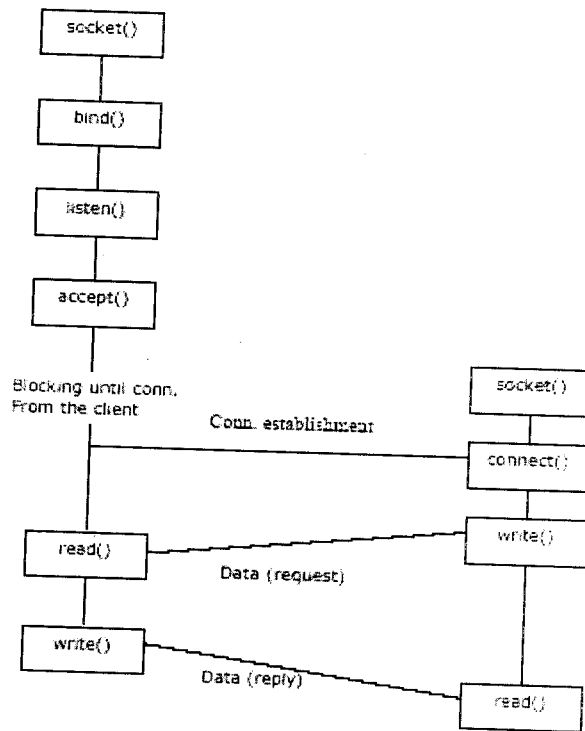 socket()
bind()
listen()
accept()
Blocking until conn.
From the client
socket()
Conn. establishment
connect()
read()
write()
Data (request)
write()
Data (reply)
read()